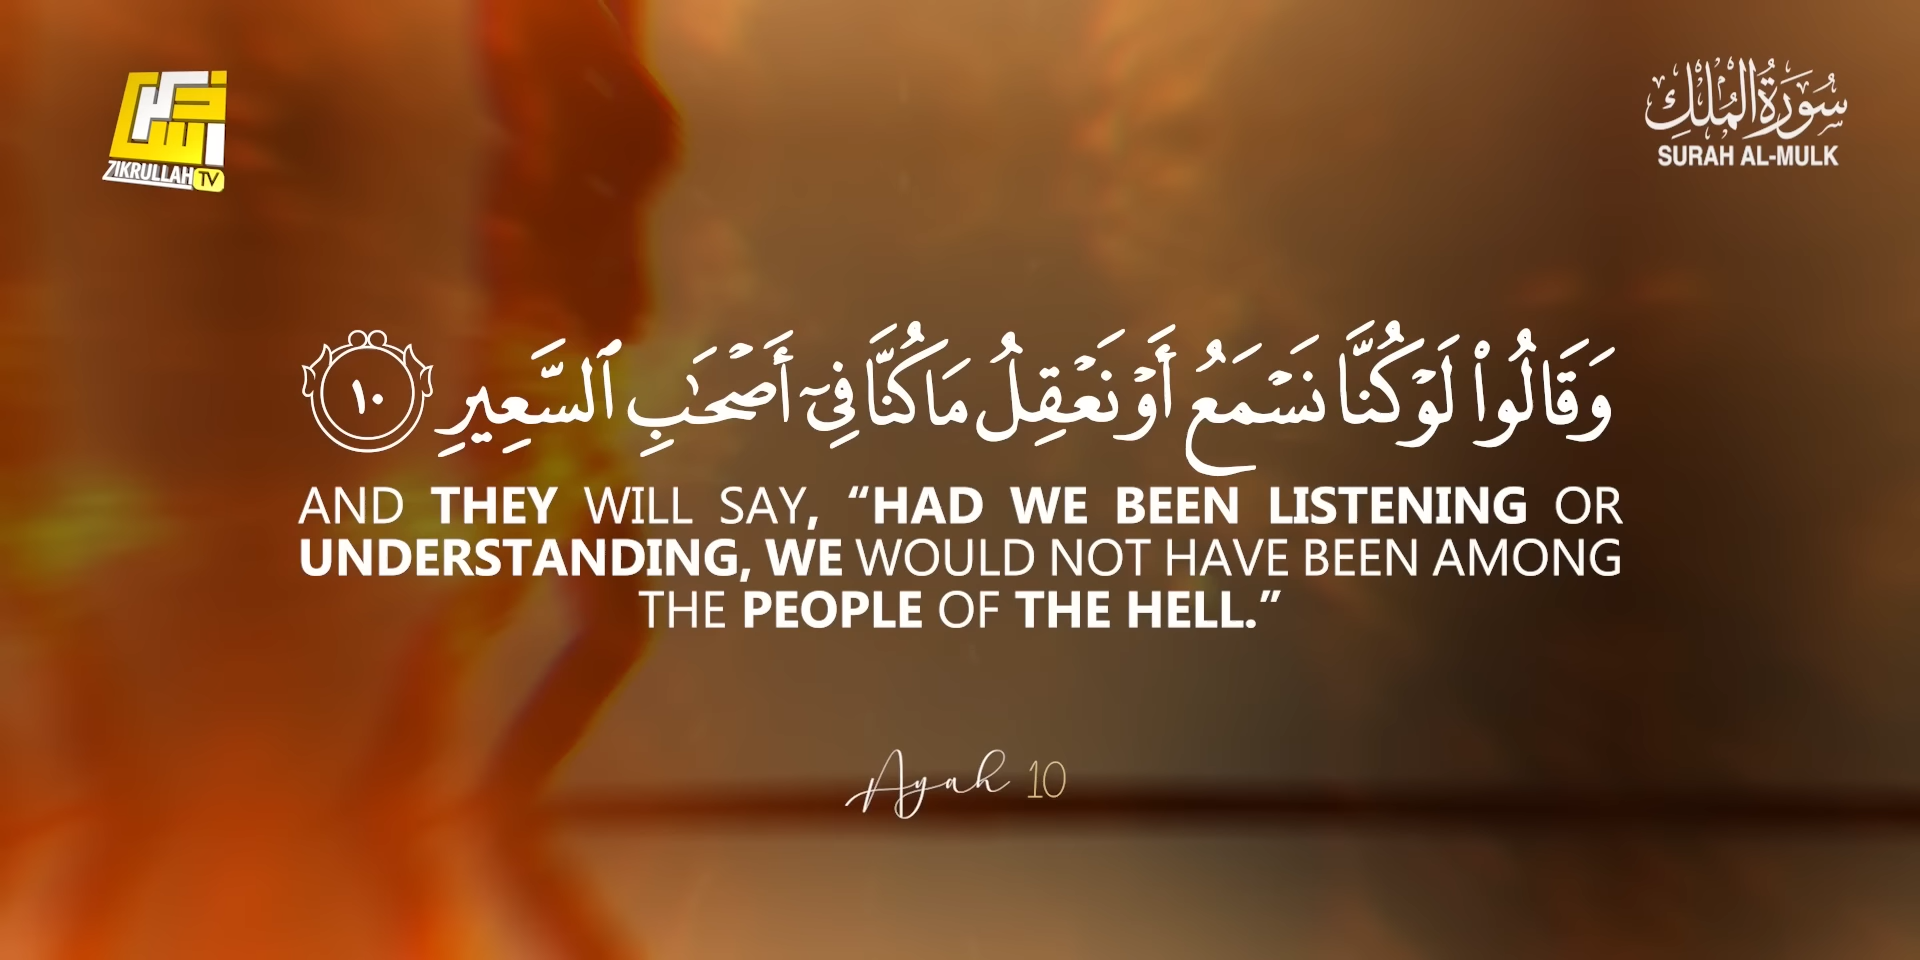 ZIKRULLAH TV
سُورَةُ المُلْكِ
SURAH AL-MULK
وَقَالُوا۟ لَوْ كُنَّا نَسْمَعُ أَوْ نَعْقِلُ مَا كُنَّا فِىٓ أَصْحَٰبِ ٱلسَّعِيرِ ١٠
AND THEY WILL SAY, “HAD WE BEEN LISTENING OR
UNDERSTANDING, WE WOULD NOT HAVE BEEN AMONG
THE PEOPLE OF THE HELL.”
Ayah 10